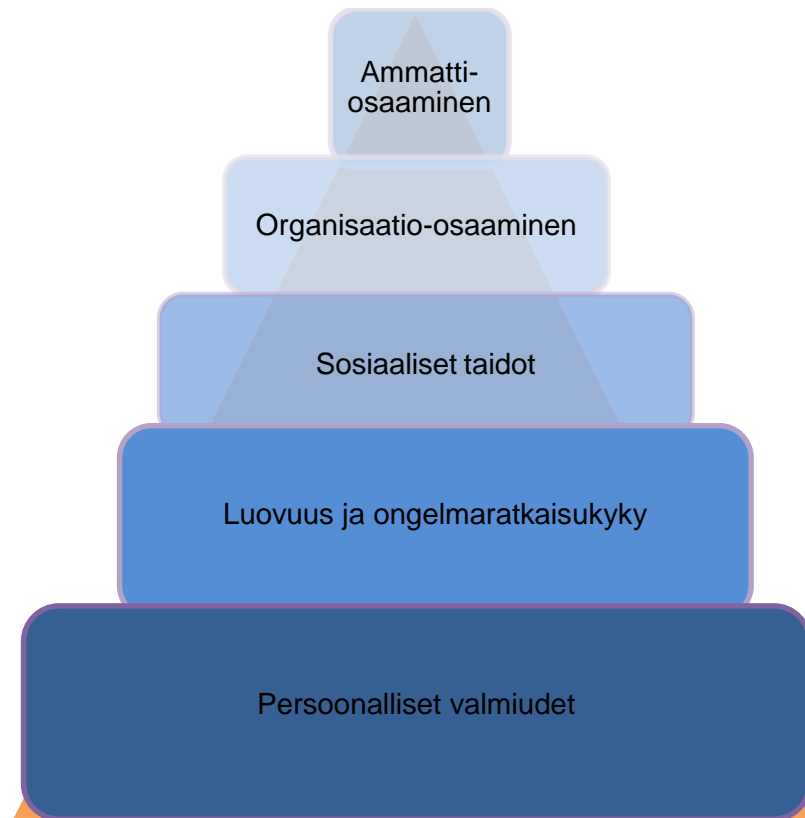 Ammatti-
osaaminen
Organisaatio-osaaminen
Sosiaaliset taidot
Luovuus ja ongelmaratkaisukyky
Persoonalliset valmiudet